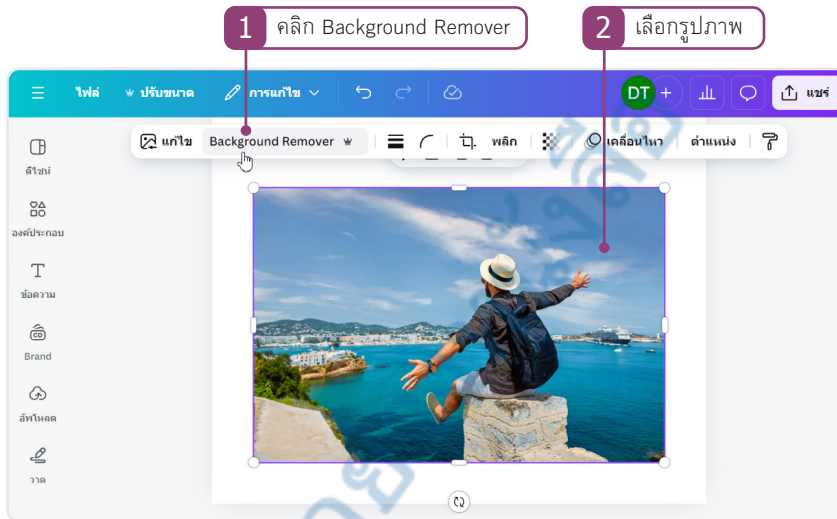 1 คลิก Background Remover
2 เลือกรูปภาพ
ไฟล์ ปรับขนาด การแก้ไข DT + แชร์
แก้ไข Background Remover พลิก เคลื่อนไหว ตำแหน่ง
ดีไซน์
องค์ประกอบ
ข้อความ
Brand
อัพโหลด
วาด